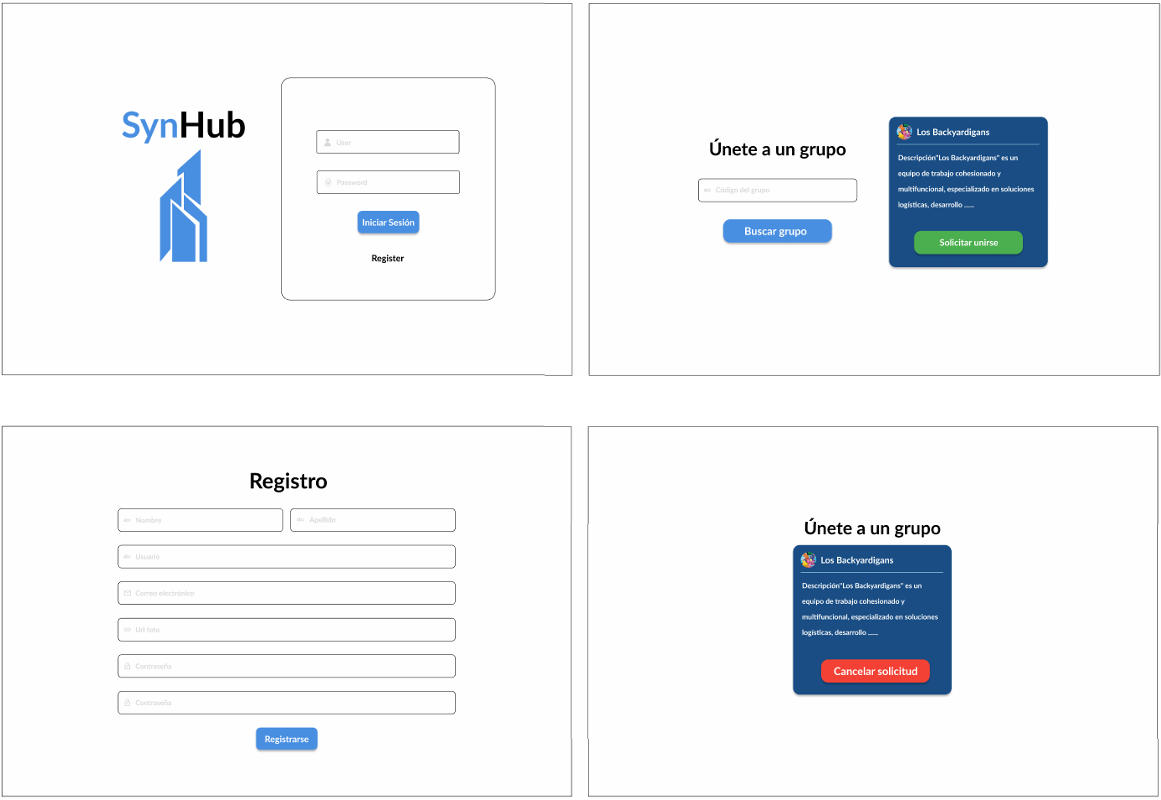 SynHub
User
Password
Iniciar Sesión
Register
Únete a un grupo
Código del grupo
Buscar grupo
Los Backyardigans
Descripción"Los Backyardigans" es un
equipo de trabajo cohesionado y
multifuncional, especializado en soluciones
logísticas, desarrollo ......
Solicitar unirse
Registro
Nombre
Apellido
Usuario
Correo electrónico
Url foto
Contraseña
Contraseña
Registrarse
Únete a un grupo
Los Backyardigans
Descripción"Los Backyardigans" es un
equipo de trabajo cohesionado y
multifuncional, especializado en soluciones
logísticas, desarrollo ......
Cancelar solicitud